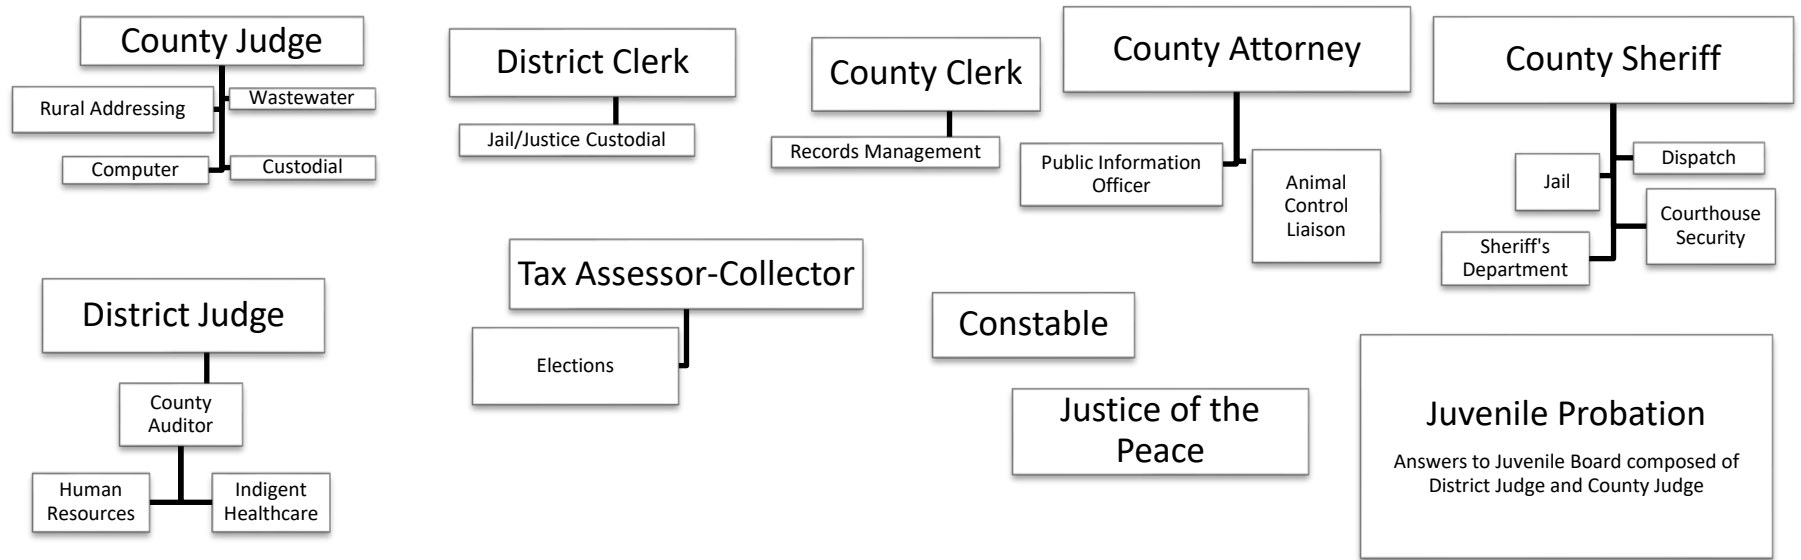 County Judge
Rural Addressing
Wastewater
Computer
Custodial
District Clerk
Jail/Justice Custodial
County Clerk
Records Management
County Attorney
Public Information
Officer
Animal
Control
Liaison
County Sheriff
Dispatch
Jail
Courthouse
Security
Sheriff's
Department
District Judge
County
Auditor
Human
Resources
Indigent
Healthcare
Tax Assessor-Collector
Elections
Constable
Justice of the
Peace
Juvenile Probation
Answers to Juvenile Board composed of
District Judge and County Judge